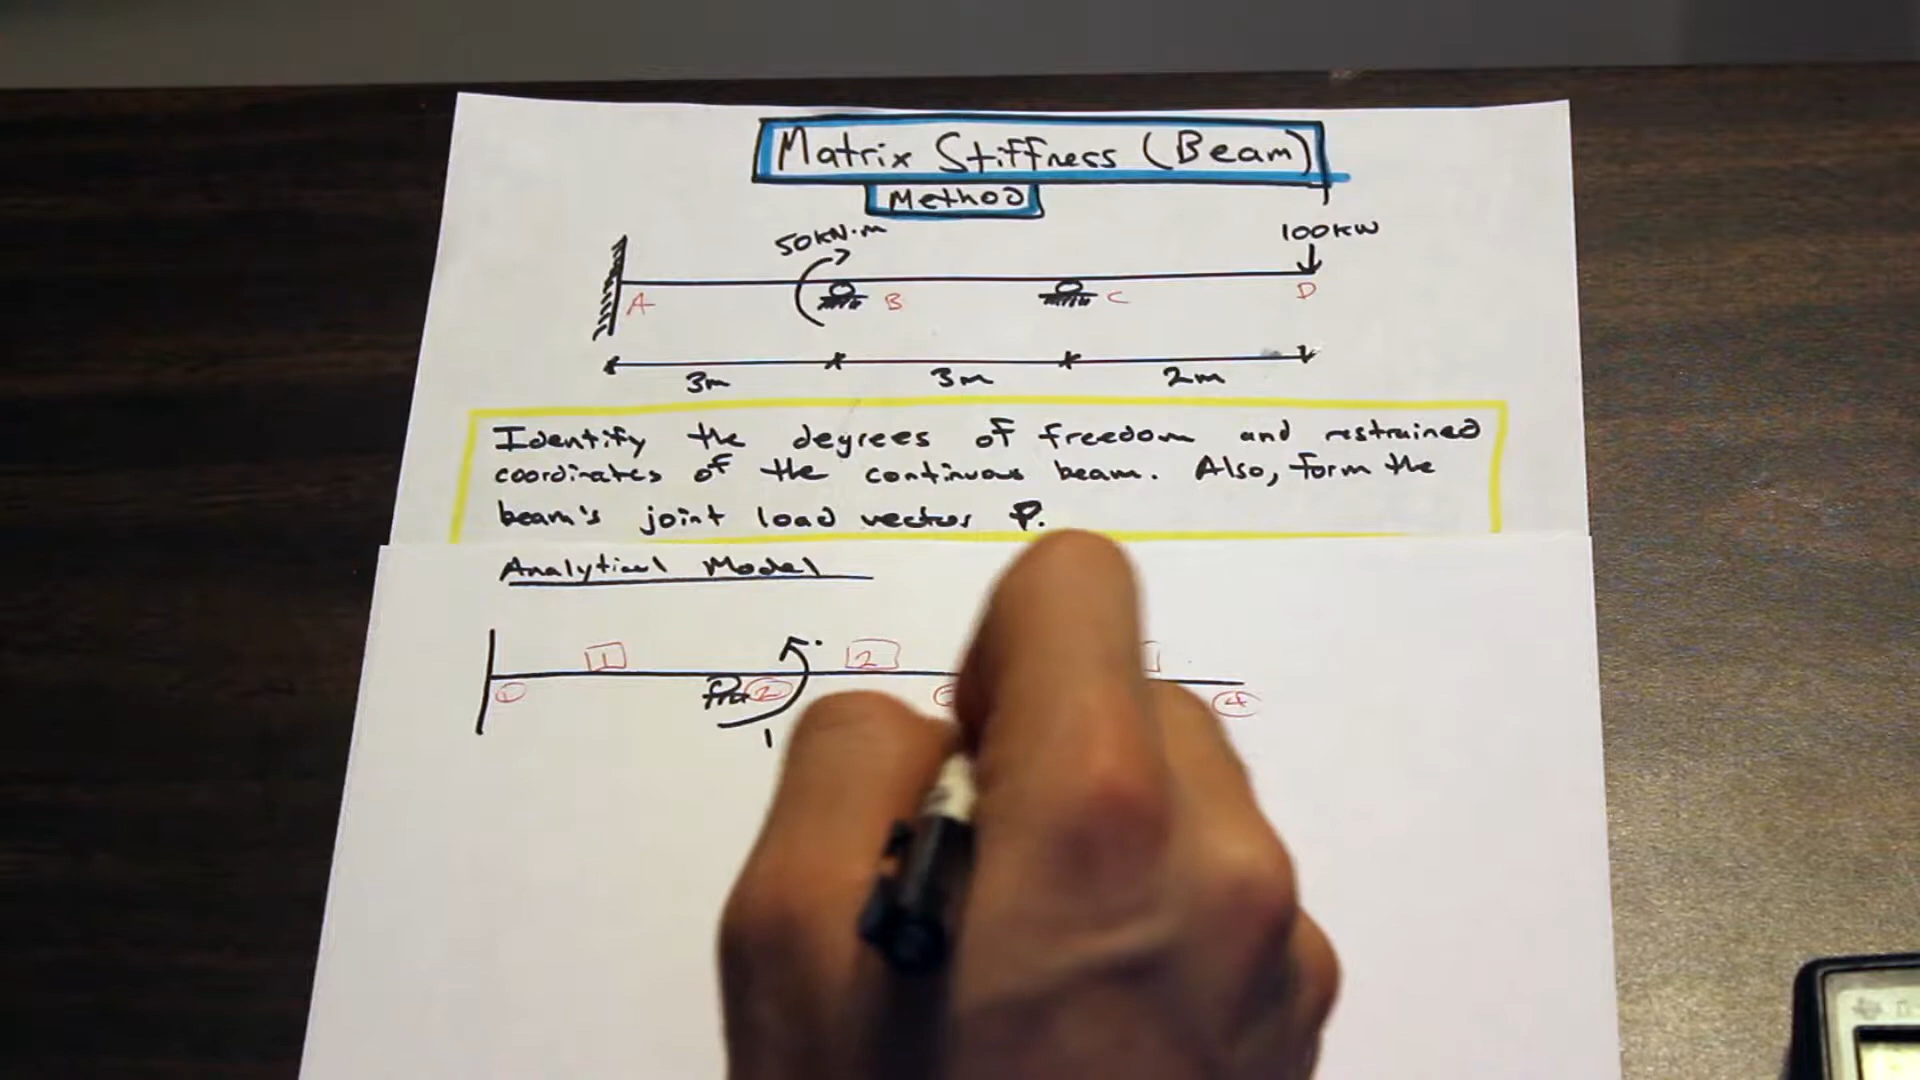 Matrix Stiffness (Beam)
Method
50kN·m
100kN
A
B
C
D
3m
3m
2m
Identify the degrees of freedom and restrained
coordinates of the continuous beam. Also, form the
beam's joint load vector P.
Analytical Model
1
2
1
2
4
1